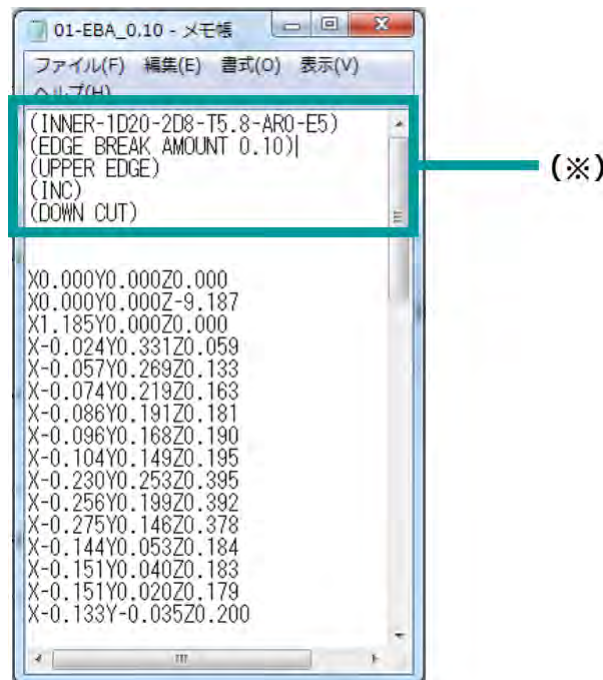 01-EBA_0.10 - メモ帳
ファイル(F) 編集(E) 書式(O) 表示(V)
ヘルプ(H)
(INNER-1D20-2D8-T5.8-AR0-E5)
(EDGE BREAK AMOUNT 0.10)
(UPPER EDGE)
(INC)
(DOWN CUT)
(※)
X0.000Y0.000Z0.000
X0.000Y0.000Z-9.187
X1.185Y0.000Z0.000
X-0.024Y0.331Z0.059
X-0.057Y0.269Z0.133
X-0.074Y0.219Z0.163
X-0.086Y0.191Z0.181
X-0.096Y0.168Z0.190
X-0.104Y0.149Z0.195
X-0.230Y0.253Z0.395
X-0.256Y0.199Z0.392
X-0.275Y0.146Z0.378
X-0.144Y0.053Z0.184
X-0.151Y0.040Z0.183
X-0.151Y0.020Z0.179
X-0.133Y-0.035Z0.200